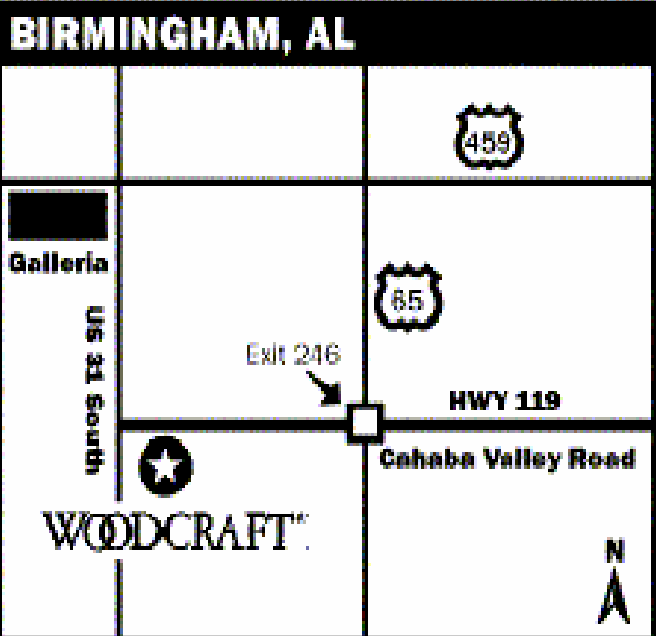 BIRMINGHAM, AL
459
Galleria
65
US 31 South
Exit 246
HWY 119
Cahaba Valley Road
WOODCRAFT
N